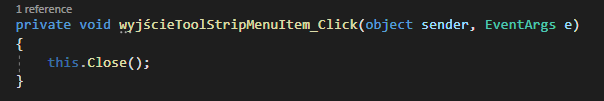 1 reference
private void wyjścieToolStripMenuItem_Click(object sender, EventArgs e)
{
    this.Close();
}